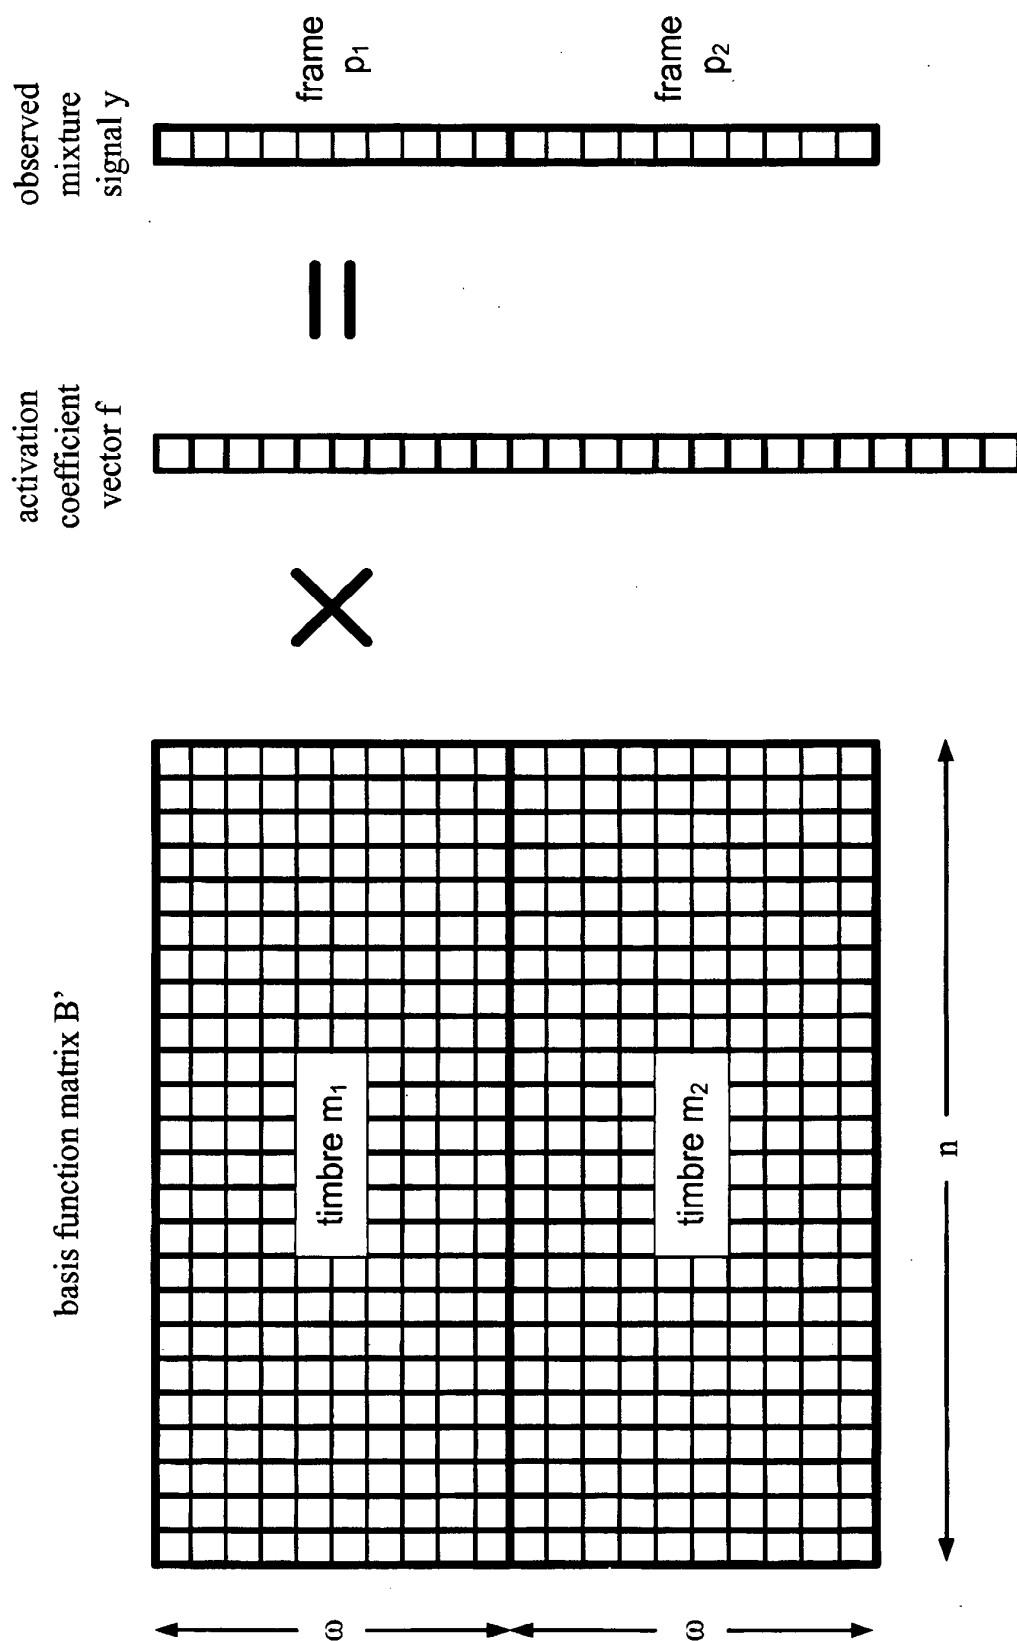 basis function matrix B’
activation
coefficient
vector f
observed
mixture
signal y
ω
timbre m₁
frame
p₁
ω
timbre m₂
frame
p₂
n